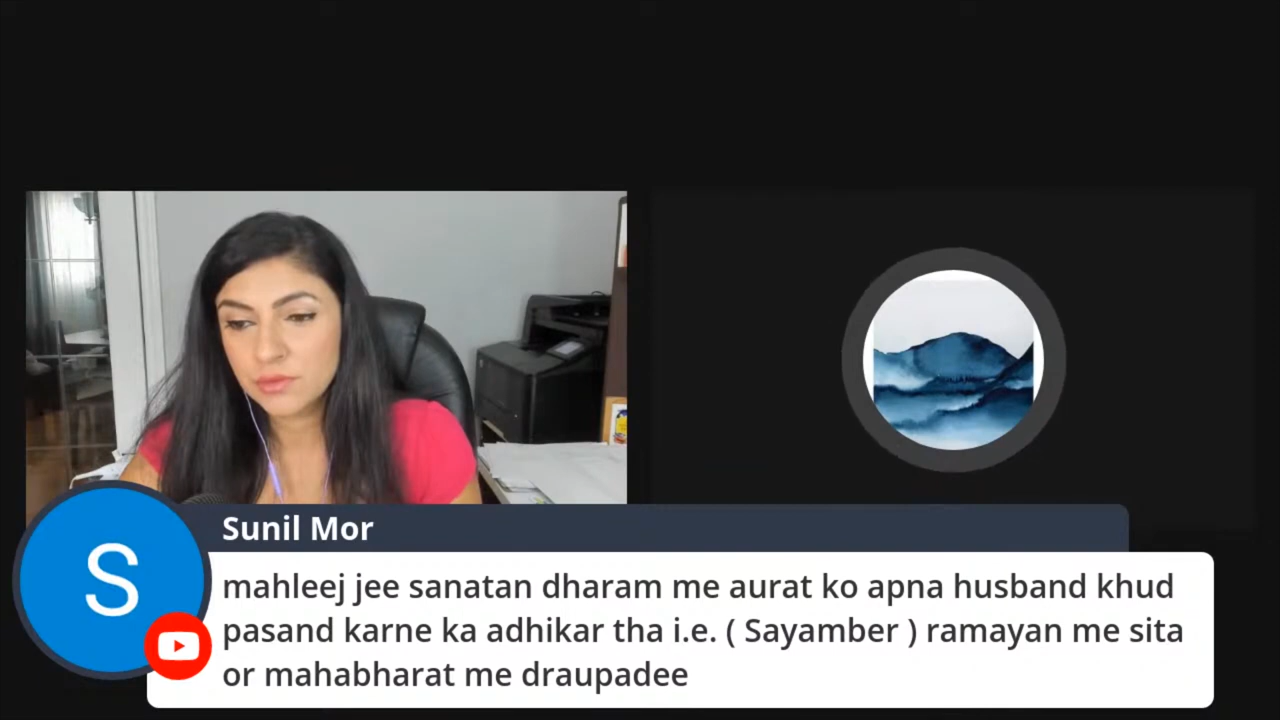 Sunil Mor
S
mahleej jee sanatan dharam me aurat ko apna husband khud
pasand karne ka adhikar tha i.e. ( Sayamber ) ramayan me sita
or mahabharat me draupadee